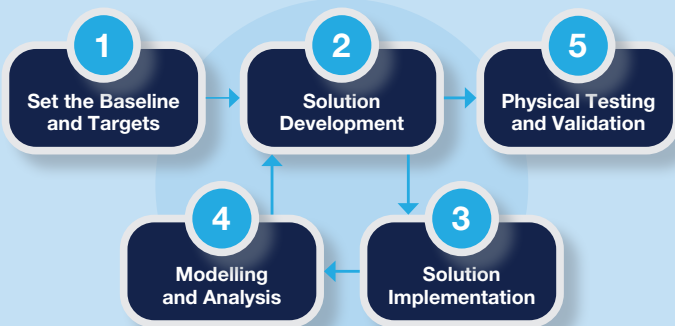 1
Set the Baseline
and Targets
2
Solution
Development
5
Physical Testing
and Validation
4
Modelling
and Analysis
3
Solution
Implementation